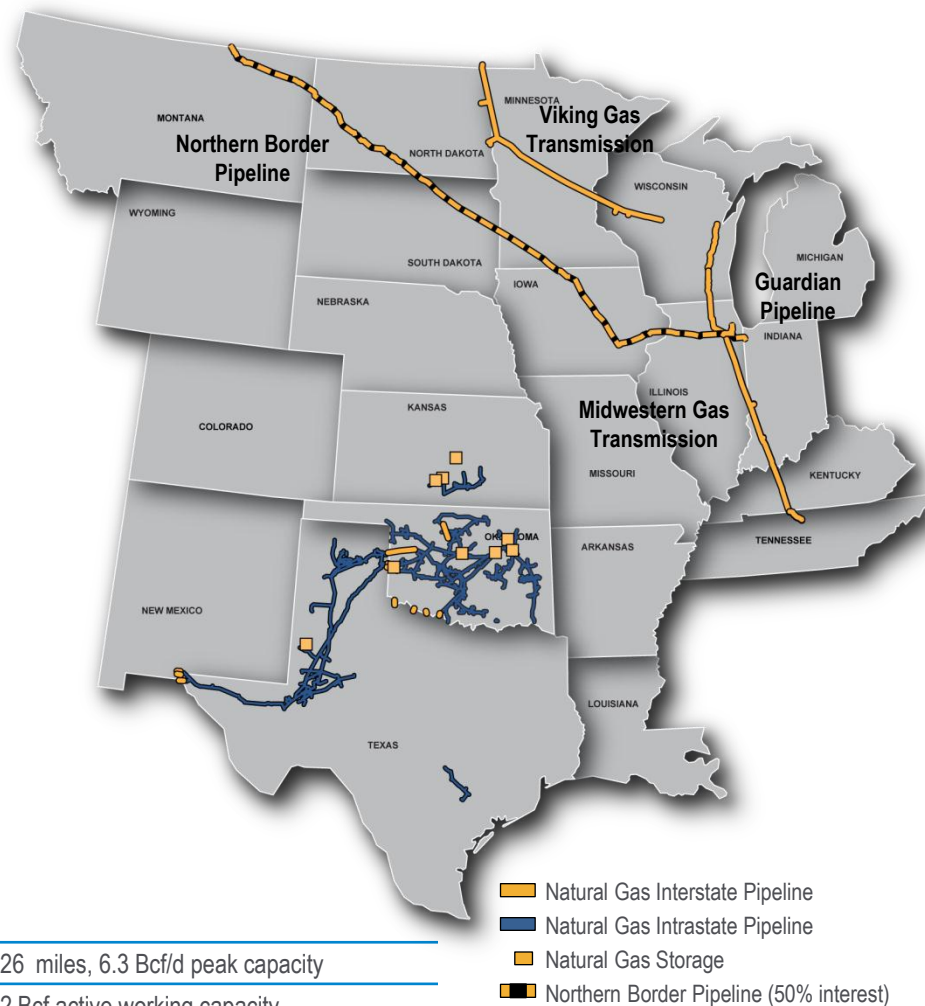 MONTANA
Northern Border
Pipeline
NORTH DAKOTA
MINNESOTA
Viking Gas
Transmission
WISCONSIN
WYOMING
SOUTH DAKOTA
MICHIGAN
Guardian
Pipeline
IOWA
NEBRASKA
INDIANA
ILLINOIS
Midwestern Gas
Transmission
KANSAS
COLORADO
MISSOURI
KENTUCKY
TENNESSEE
ARKANSAS
NEW MEXICO
LOUISIANA
TEXAS
Natural Gas Interstate Pipeline
Natural Gas Intrastate Pipeline
Natural Gas Storage
Northern Border Pipeline (50% interest)
26 miles, 6.3 Bcf/d peak capacity
2 Bcf active working capacity